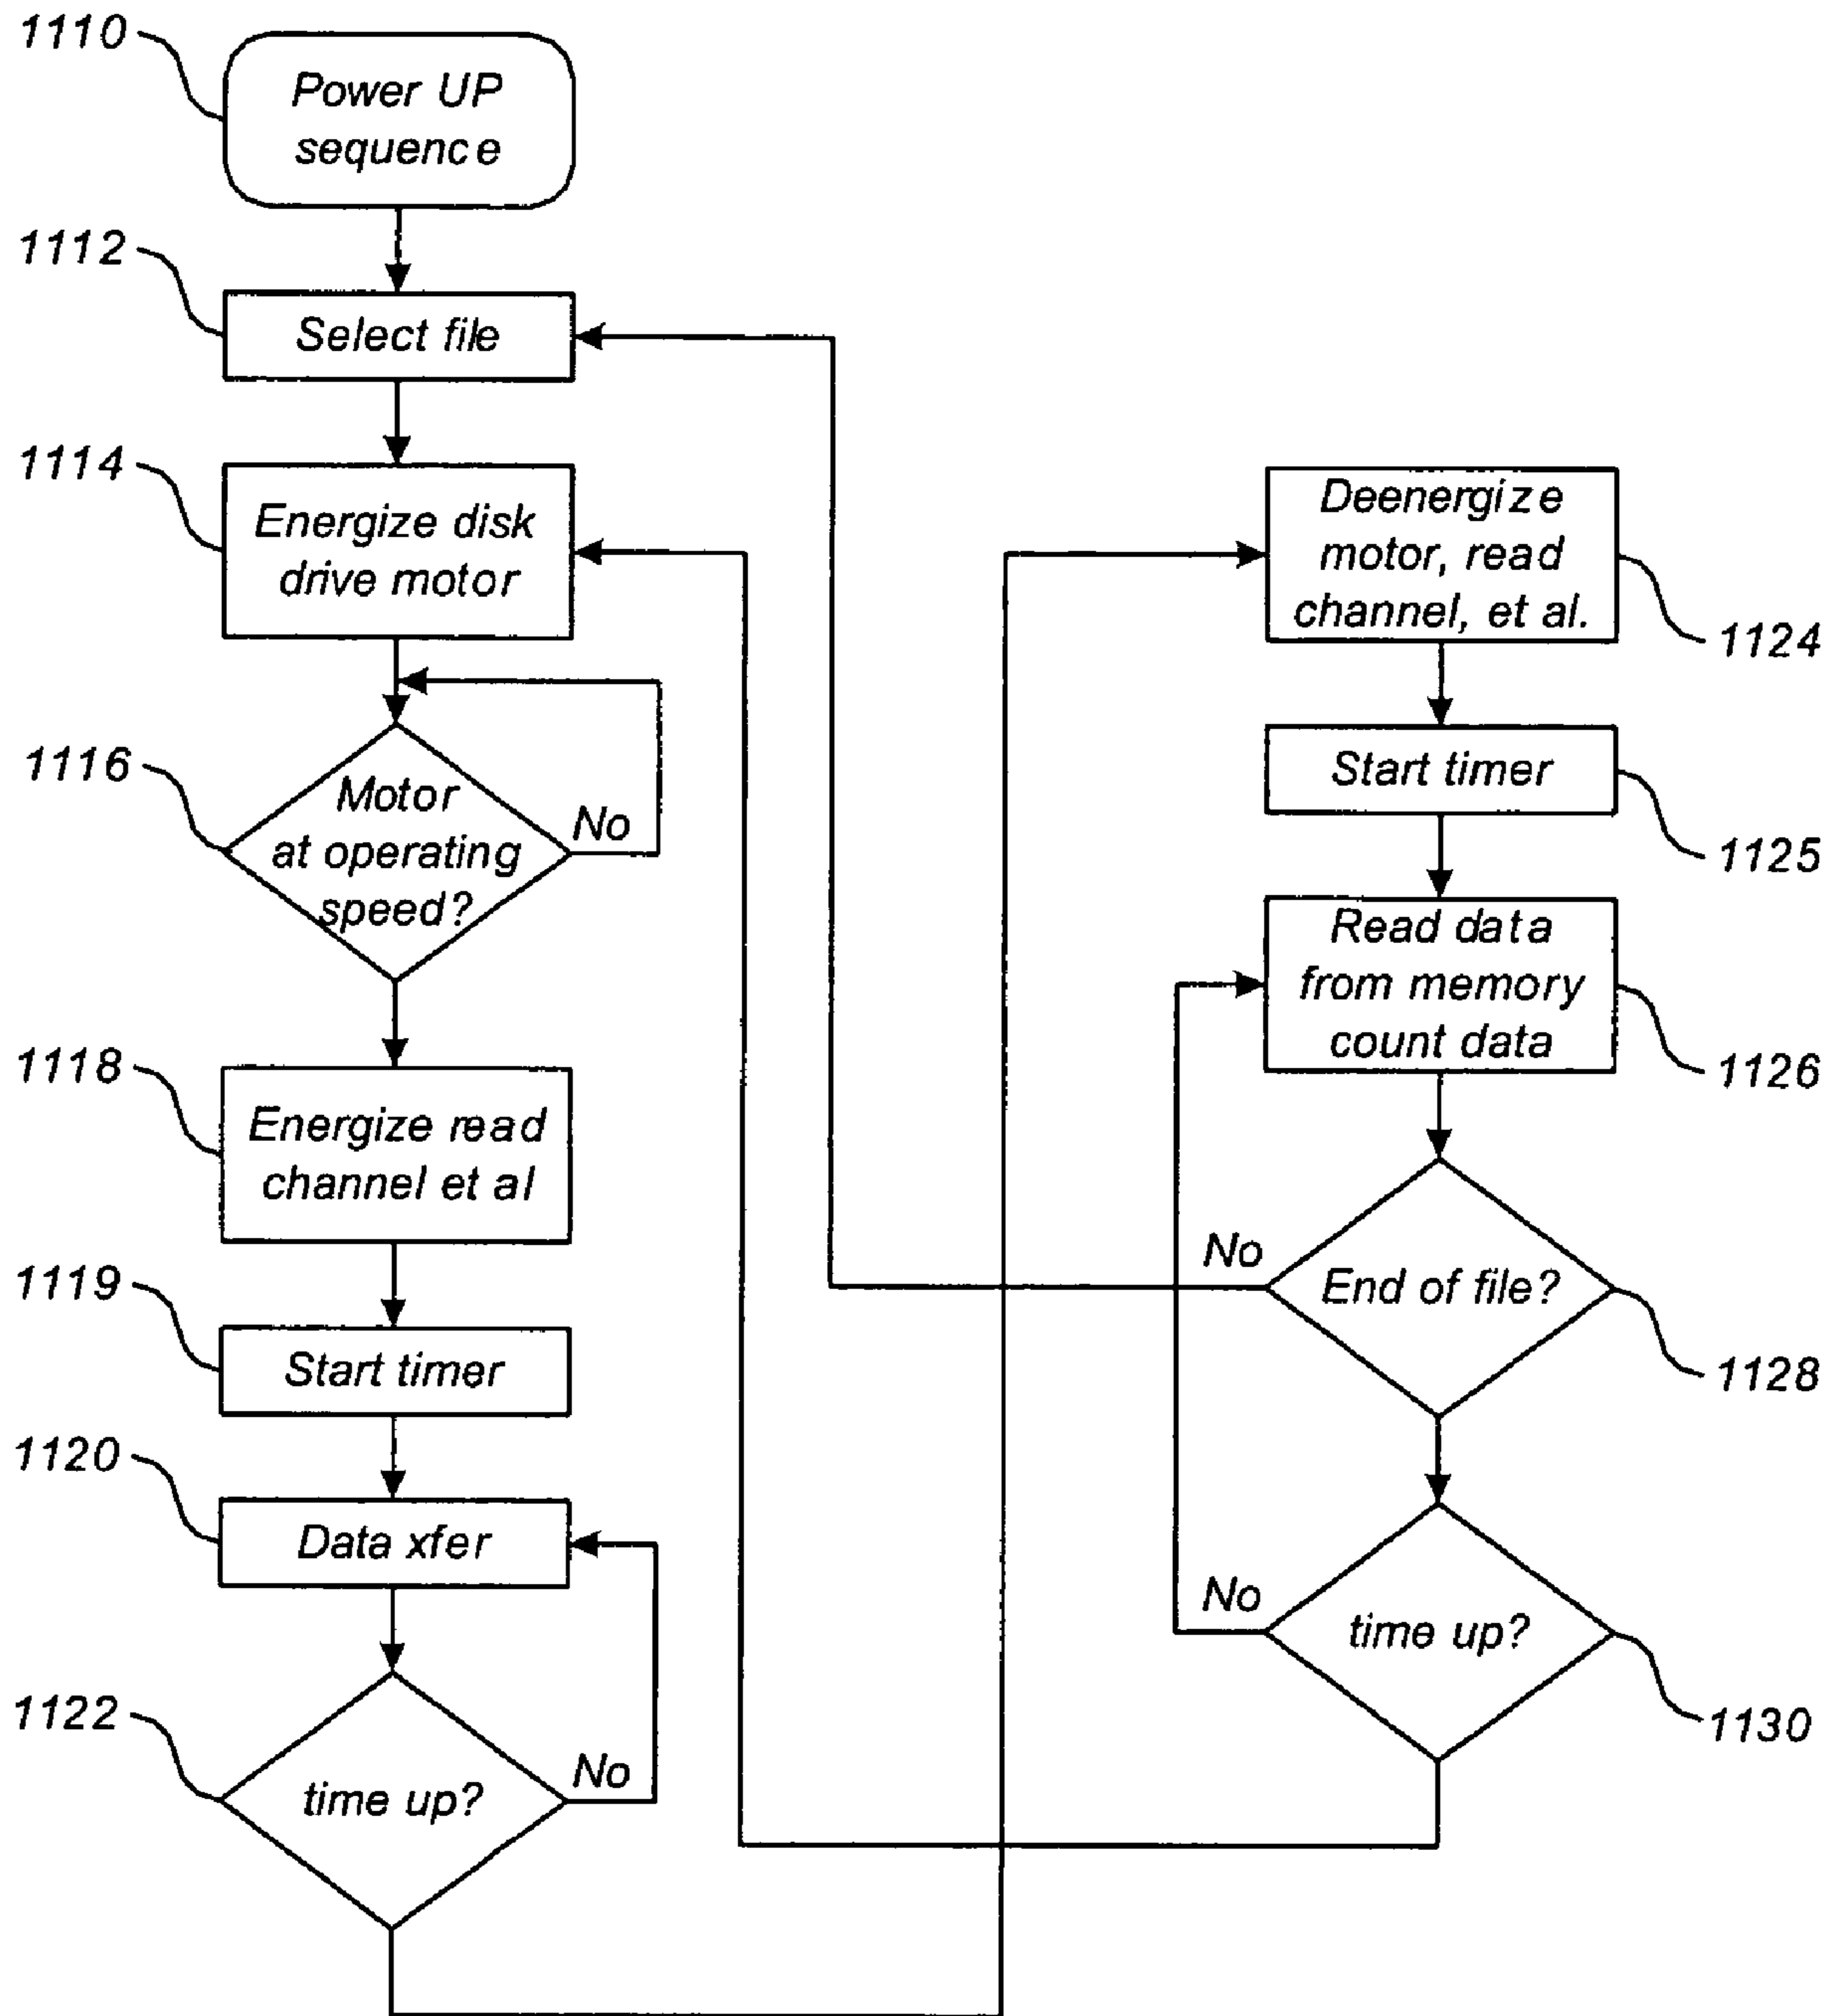 1110
Power UP
sequence
1112
Select file
1114
Energize disk
drive motor
1116
Motor
at operating
speed?
No
1118
Energize read
channel et al
1119
Start timer
1120
Data xfer
1122
time up?
No
Deenergize
motor, read
channel, et al.
1124
Start timer
1125
Read data
from memory
count data
1126
No
End of file?
1128
No
time up?
1130